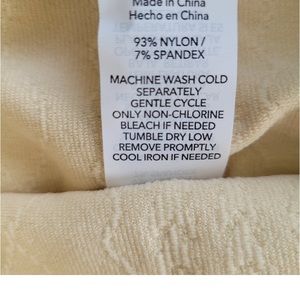 Made in China
Hecho en China
93% NYLON /
7% SPANDEX
MACHINE WASH COLD
SEPARATELY
GENTLE CYCLE
ONLY NON-CHLORINE
BLEACH IF NEEDED
TUMBLE DRY LOW
REMOVE PROMPTLY
COOL IRON IF NEEDED